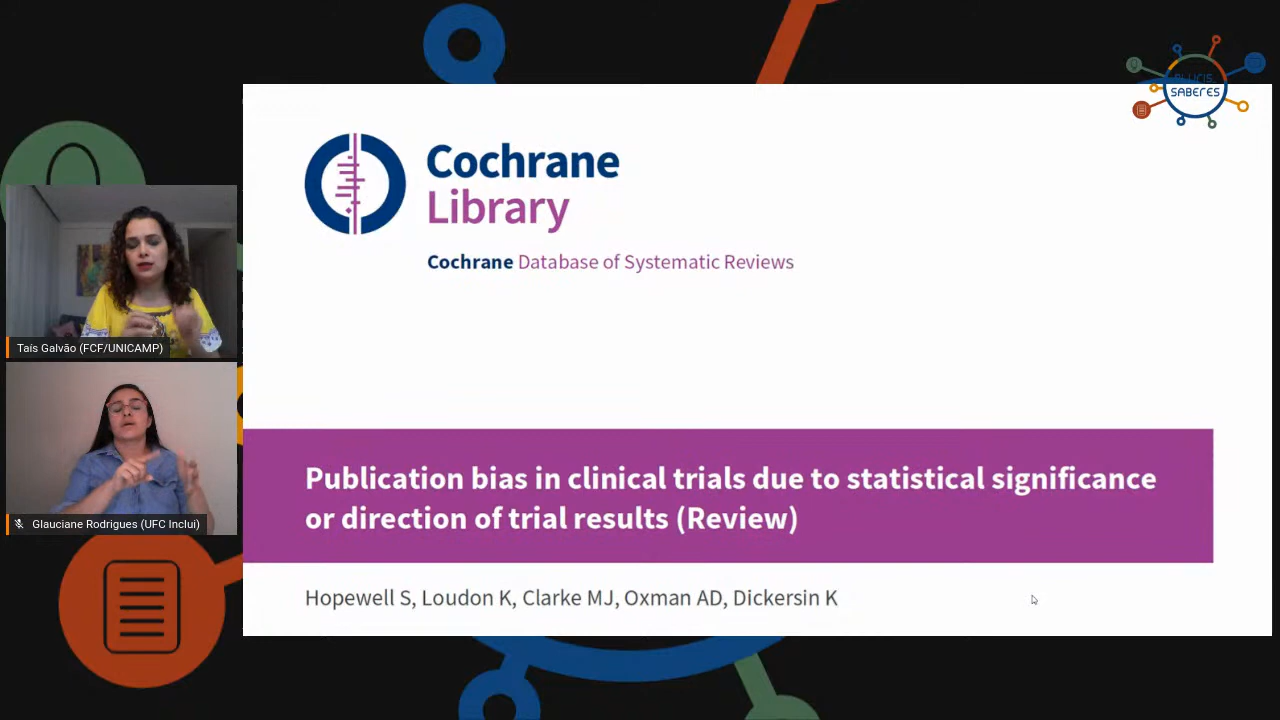 PLURIS
SABERES
Cochrane
Library
Cochrane Database of Systematic Reviews
Taís Galvão (FCF/UNICAMP)
Glauciane Rodrigues (UFC Inclui)
Publication bias in clinical trials due to statistical significance
or direction of trial results (Review)
Hopewell S, Loudon K, Clarke MJ, Oxman AD, Dickersin K